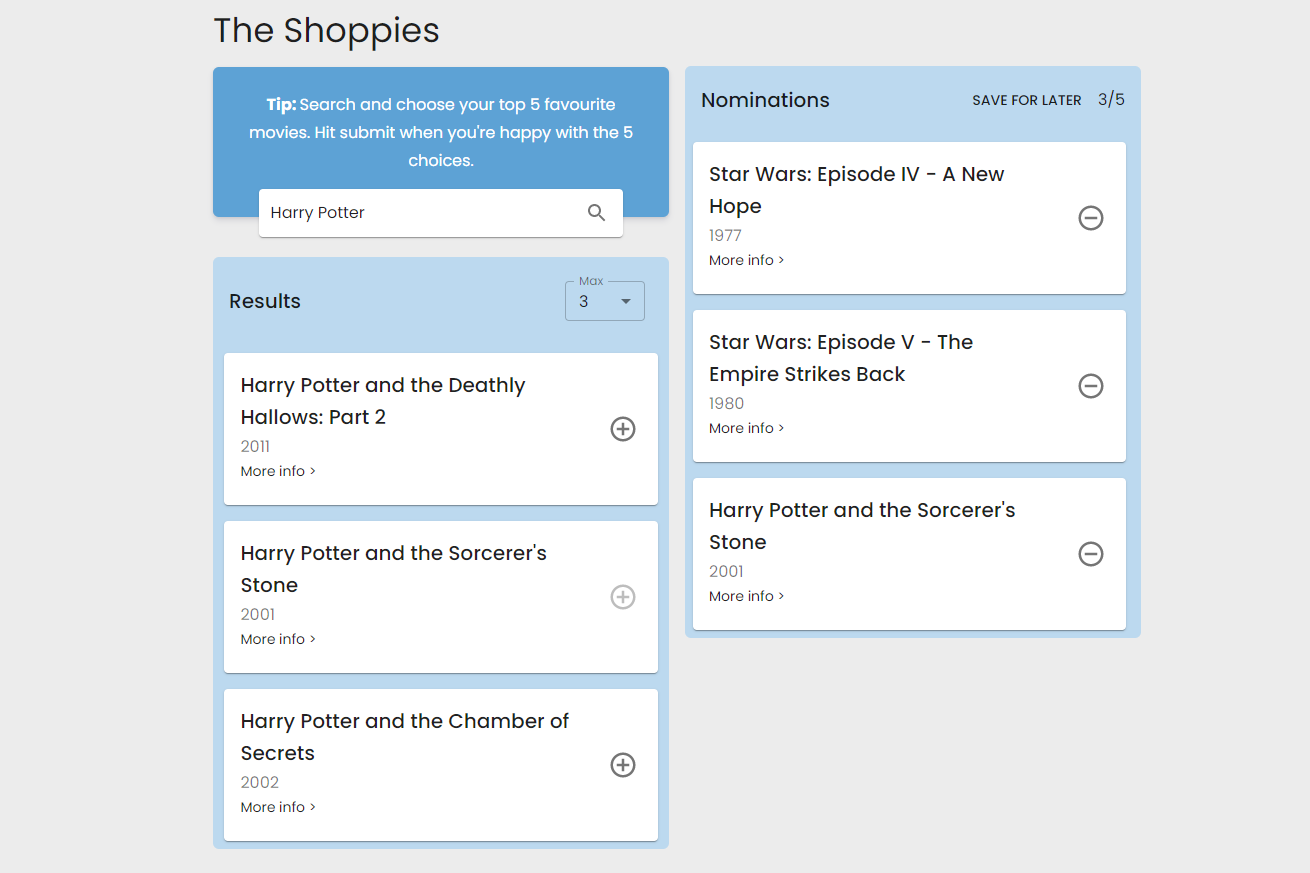 The Shoppies
Tip: Search and choose your top 5 favourite
movies. Hit submit when you're happy with the 5
choices.
Harry Potter
Results
Max
3
Harry Potter and the Deathly
Hallows: Part 2
2011
More info >
Harry Potter and the Sorcerer's
Stone
2001
More info >
Harry Potter and the Chamber of
Secrets
2002
More info >
Nominations
SAVE FOR LATER 3/5
Star Wars: Episode IV - A New
Hope
1977
More info >
Star Wars: Episode V - The
Empire Strikes Back
1980
More info >
Harry Potter and the Sorcerer's
Stone
2001
More info >